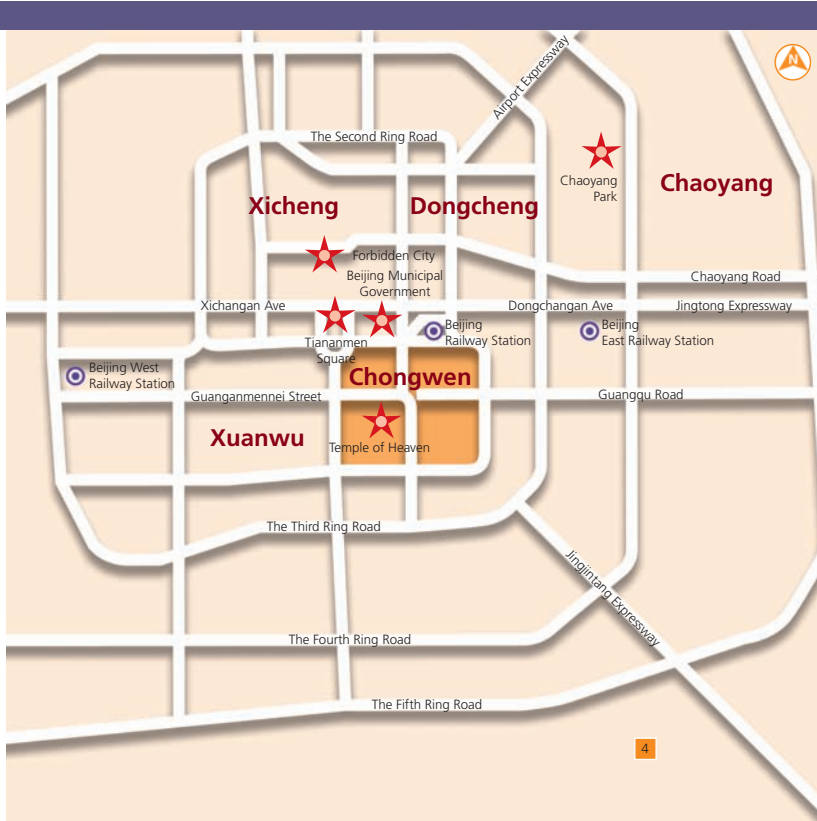 N
Airport Expressway
The Second Ring Road
Chaoyang
Park
Chaoyang
Xicheng
Dongcheng
Forbidden City
Beijing Municipal
Government
Chaoyang Road
Xichangan Ave
Dongchangan Ave
Jingtong Expressway
Tiananmen
Square
Beijing
Railway Station
Beijing
East Railway Station
Beijing West
Railway Station
Chongwen
Guanganmennei Street
Guangqu Road
Xuanwu
Temple of Heaven
The Third Ring Road
Jingjintang Expressway
The Fourth Ring Road
The Fifth Ring Road
4